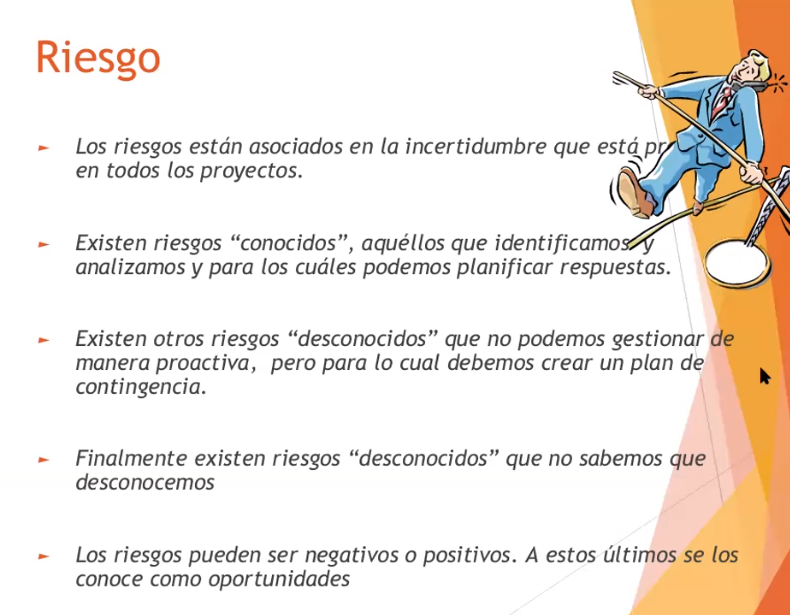 Riesgo
Los riesgos están asociados en la incertidumbre que está
en todos los proyectos.
Existen riesgos “conocidos”, aquéllos que identificamos y
analizamos y para los cuáles podemos planificar respuestas.
Existen otros riesgos “desconocidos” que no podemos gestionar de
manera proactiva, pero para lo cual debemos crear un plan de
contingencia.
Finalmente existen riesgos “desconocidos” que no sabemos que
desconocemos
Los riesgos pueden ser negativos o positivos. A estos últimos se los
conoce como oportunidades